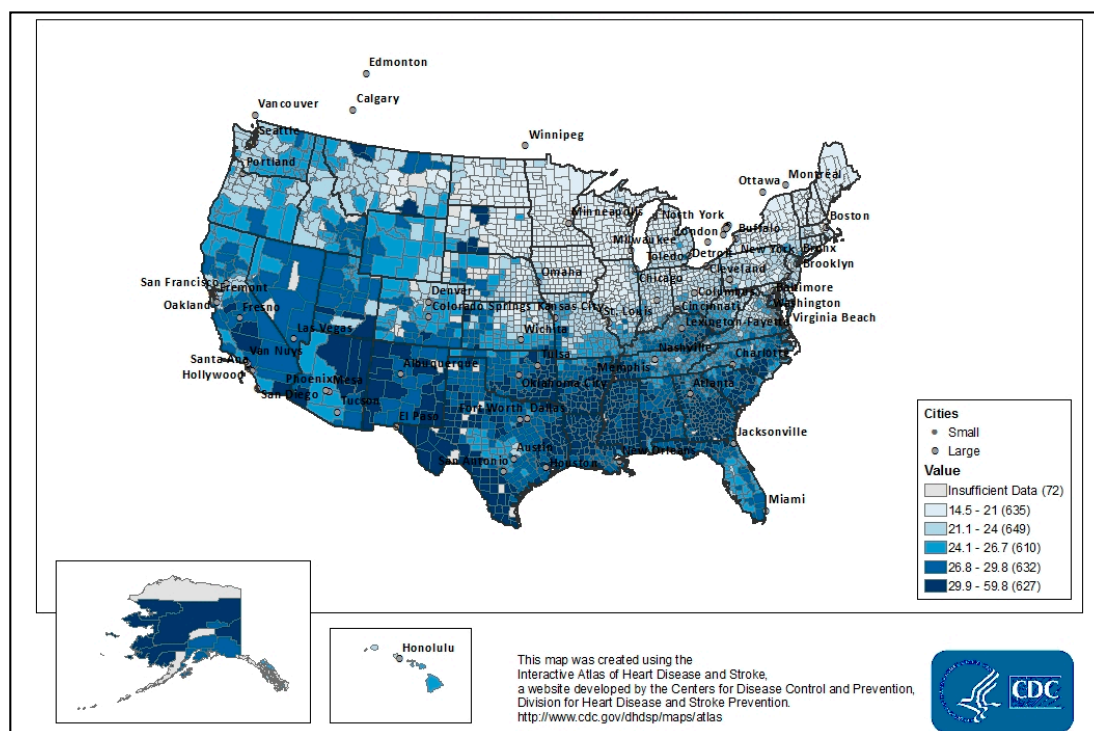 Edmonton
Calgary
Vancouver
Seattle
Winnipeg
Portland
Ottawa
Montreal
Minneapolis
North York
London
Buffalo
Boston
Milwaukee
Toledo
Detroit
New York
Bronx
Brooklyn
Omaha
Chicago
Cleveland
Columbus
Baltimore
Washington
San Francisco
Fremont
Oakland
Fresno
Denver
Colorado Springs
Kansas City
St. Louis
Cincinnati
Lexington-Fayette
Virginia Beach
Las Vegas
Wichita
Nashville
Charlotte
Santa Ana
Van Nuys
Hollywood
Albuquerque
Tulsa
Memphis
Oklahoma City
Atlanta
Phoenix
Mesa
San Diego
Tucson
El Paso
Fort Worth
Dallas
Jacksonville
Austin
San Antonio
Houston
New Orleans
Miami
Honolulu
Cities
Small
Large
Value
Insufficient Data (72)
14.5 - 21 (635)
21.1 - 24 (649)
24.1 - 26.7 (610)
26.8 - 29.8 (632)
29.9 - 59.8 (627)
This map was created using the
Interactive Atlas of Heart Disease and Stroke,
a website developed by the Centers for Disease Control and Prevention,
Division for Heart Disease and Stroke Prevention.
http://www.cdc.gov/dhdsp/maps/atlas
CDC